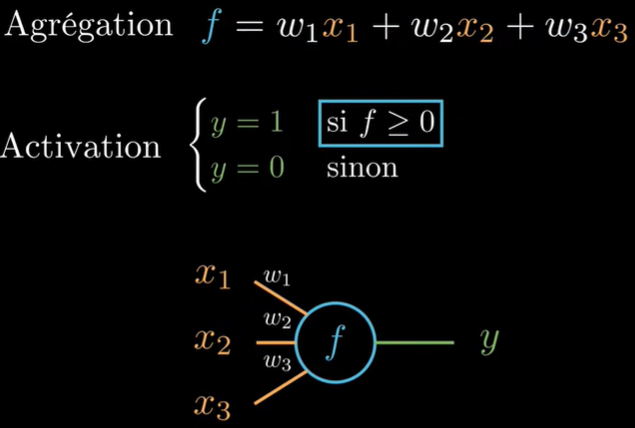 Agrégation f = w₁x₁ + w₂x₂ + w₃x₃
y = 1 si f ≥ 0
Activation
y = 0 sinon
x₁ w₁
w₂
x₂ f y
w₃
x₃